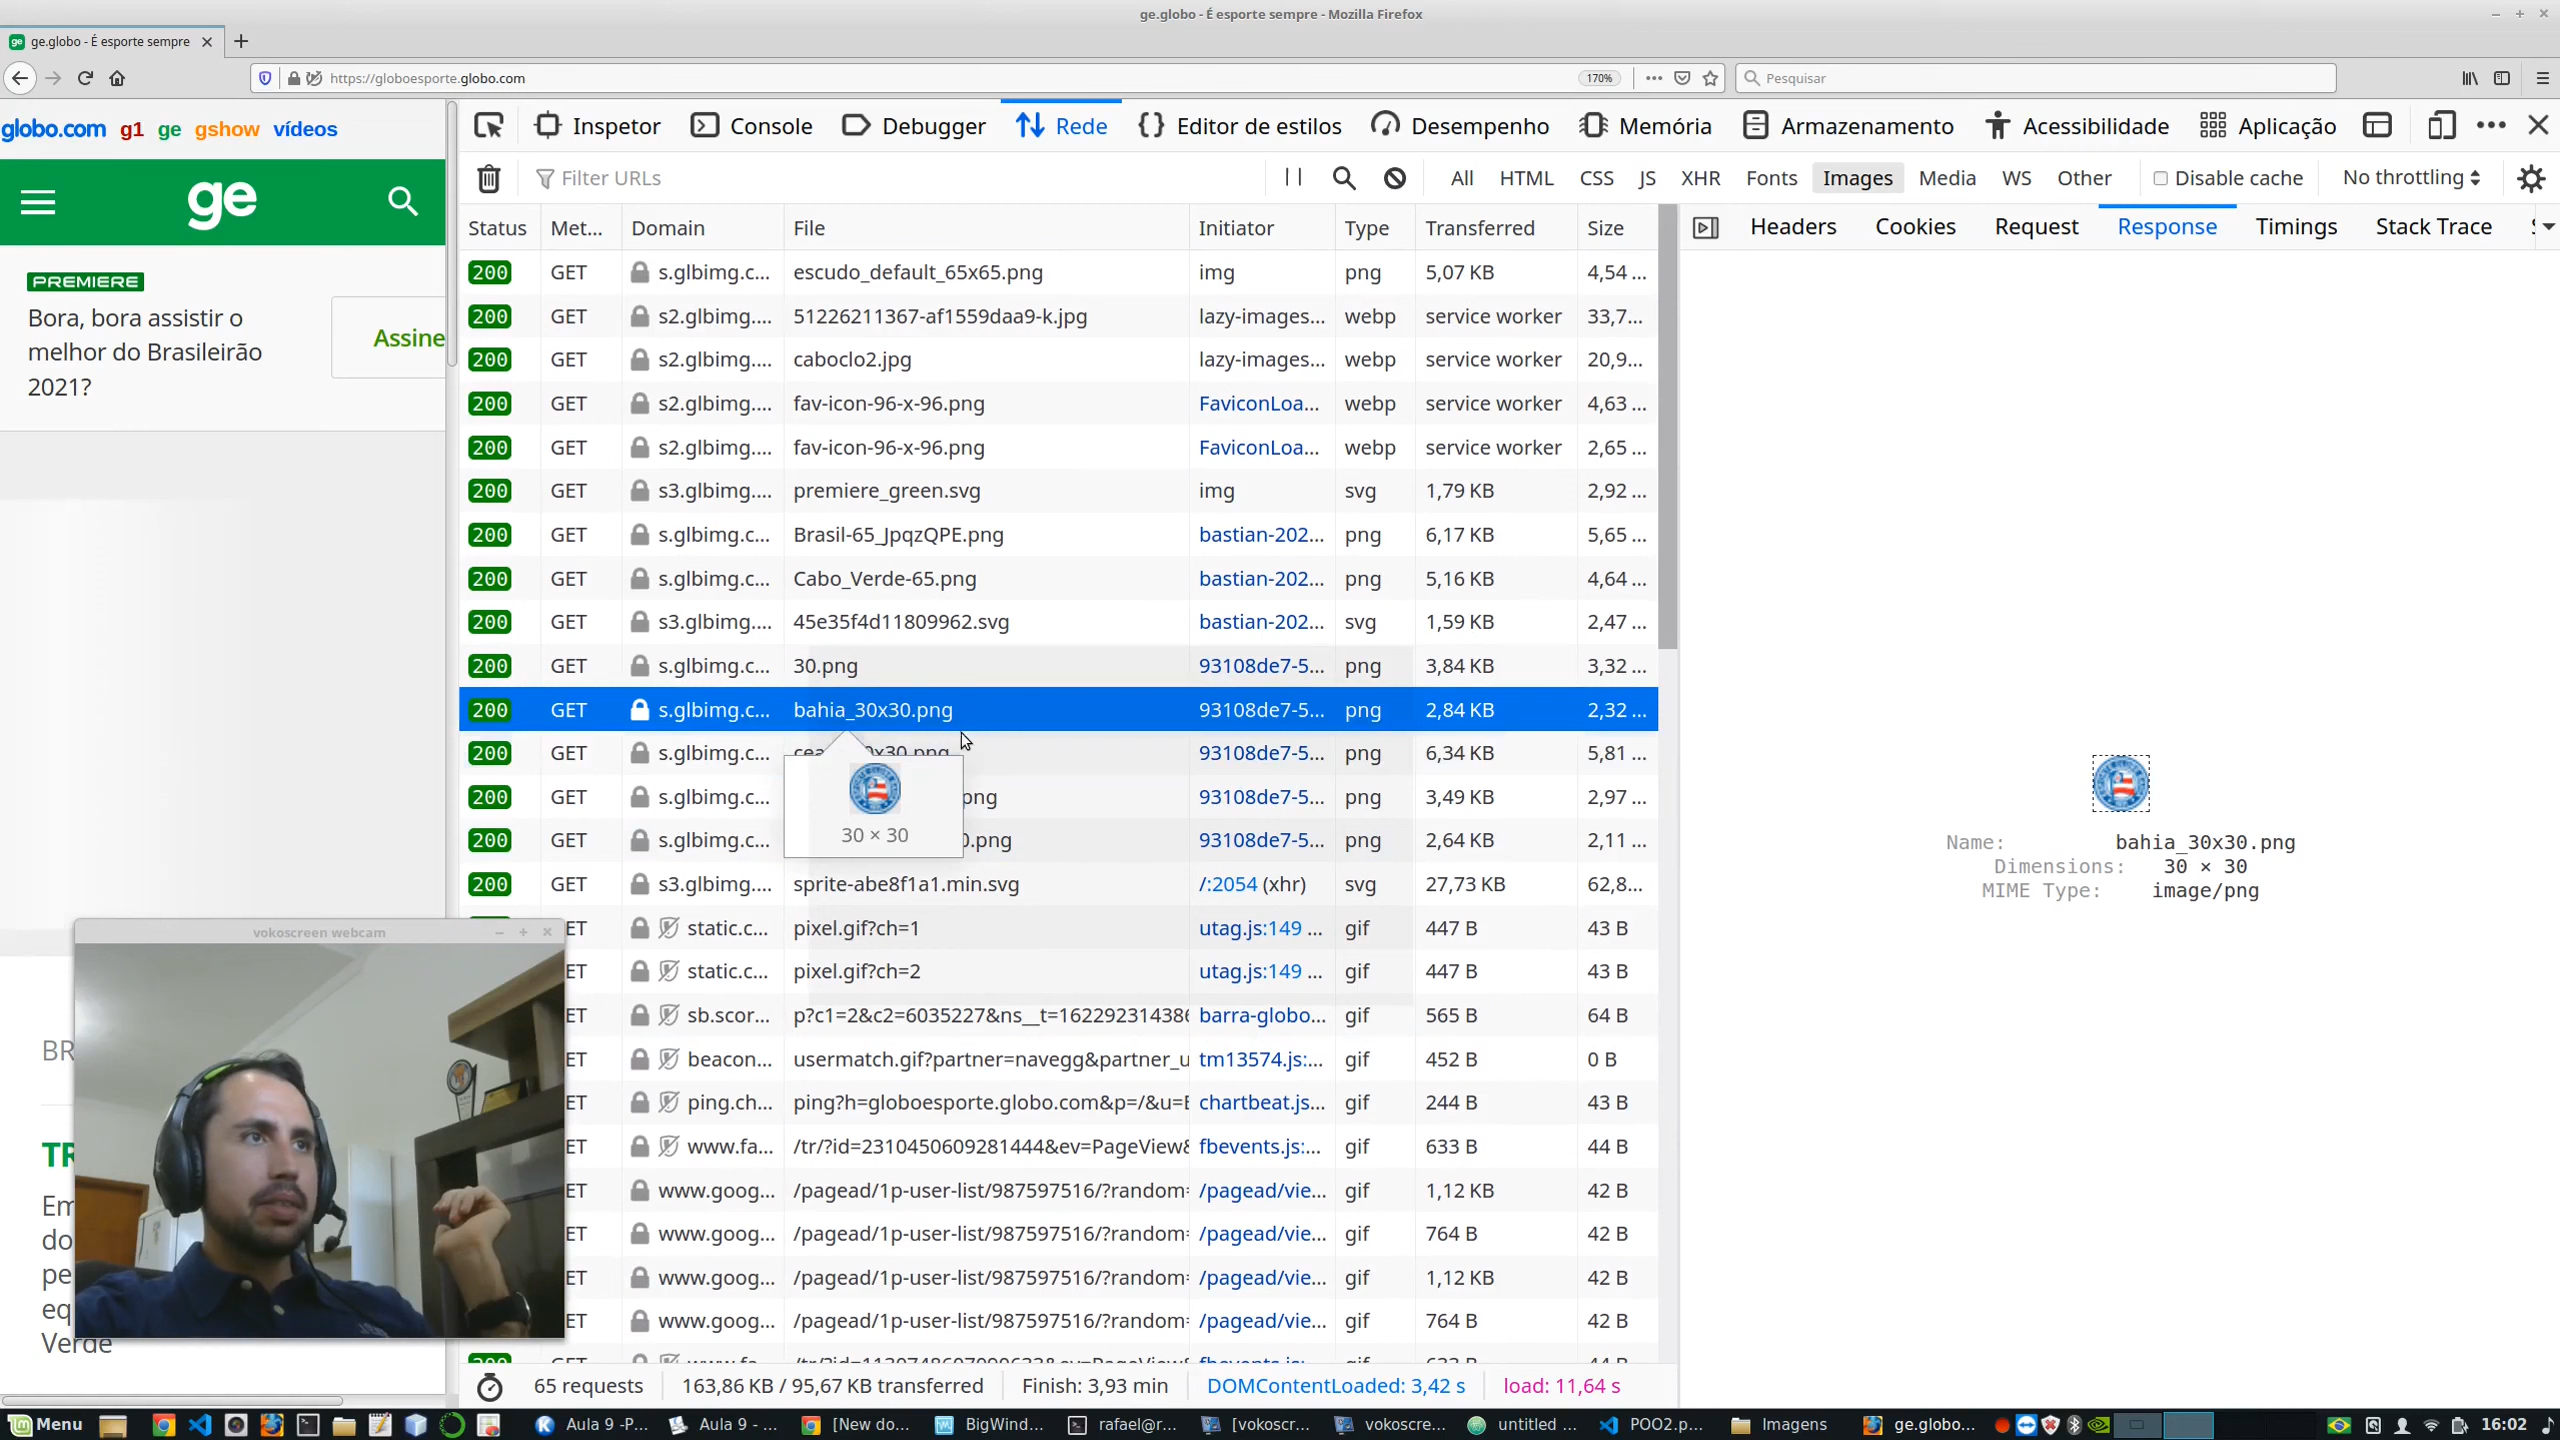 ge.globo - É esporte sempre - Mozilla Firefox
ge ge.globo - É esporte sempre
https://globoesporte.globo.com 170% Pesquisar
globo.com g1 ge gshow vídeos
ge
PREMIERE
Bora, bora assistir o
melhor do Brasileirão
2021?
Assine
BR
TR
Em
do
pe
eq
Verde
vokoscreen webcam
Inspetor Console Debugger Rede Editor de estilos Desempenho Memória Armazenamento Acessibilidade Aplicação
Filter URLs All HTML CSS JS XHR Fonts Images Media WS Other Disable cache No throttling
Status Met... Domain File Initiator Type Transferred Size
200 GET s.glbimg.c... escudo_default_65x65.png img png 5,07 KB 4,54 ...
200 GET s2.glbimg.... 51226211367-af1559daa9-k.jpg lazy-images... webp service worker 33,7...
200 GET s2.glbimg.... caboclo2.jpg lazy-images... webp service worker 20,9...
200 GET s2.glbimg.... fav-icon-96-x-96.png FaviconLoa... webp service worker 4,63 ...
200 GET s2.glbimg.... fav-icon-96-x-96.png FaviconLoa... webp service worker 2,65 ...
200 GET s3.glbimg.... premiere_green.svg img svg 1,79 KB 2,92 ...
200 GET s.glbimg.c... Brasil-65_JpqzQPE.png bastian-202... png 6,17 KB 5,65 ...
200 GET s.glbimg.c... Cabo_Verde-65.png bastian-202... png 5,16 KB 4,64 ...
200 GET s3.glbimg.... 45e35f4d11809962.svg bastian-202... svg 1,59 KB 2,47 ...
200 GET s.glbimg.c... 30.png 93108de7-5... png 3,84 KB 3,32 ...
200 GET s.glbimg.c... bahia_30x30.png 93108de7-5... png 2,84 KB 2,32 ...
200 GET s.glbimg.c... 93108de7-5... png 6,34 KB 5,81 ...
200 GET s.glbimg.c... png 93108de7-5... png 3,49 KB 2,97 ...
30 × 30
200 GET s.glbimg.c... 0.png 93108de7-5... png 2,64 KB 2,11 ...
200 GET s3.glbimg.... sprite-abe8f1a1.min.svg /:2054 (xhr) svg 27,73 KB 62,8...
ET static.c... pixel.gif?ch=1 utag.js:149 ... gif 447 B 43 B
ET static.c... pixel.gif?ch=2 utag.js:149 ... gif 447 B 43 B
ET sb.scor... p?c1=2&c2=6035227&ns__t=162292314386 barra-globo... gif 565 B 64 B
ET beacon... usermatch.gif?partner=navegg&partner_u tm13574.js:... gif 452 B 0 B
ET ping.ch... ping?h=globoesporte.globo.com&p=/&u=E chartbeat.js... gif 244 B 43 B
ET www.fa... /tr/?id=2310450609281444&ev=PageView& fbevents.js:... gif 633 B 44 B
ET www.goog... /pagead/1p-user-list/987597516/?random= /pagead/vie... gif 1,12 KB 42 B
ET www.goog... /pagead/1p-user-list/987597516/?random= /pagead/vie... gif 764 B 42 B
ET www.goog... /pagead/1p-user-list/987597516/?random= /pagead/vie... gif 1,12 KB 42 B
ET www.goog... /pagead/1p-user-list/987597516/?random= /pagead/vie... gif 764 B 42 B
65 requests 163,86 KB / 95,67 KB transferred Finish: 3,93 min DOMContentLoaded: 3,42 s load: 11,64 s
Headers Cookies Request Response Timings Stack Trace
Name: bahia_30x30.png
Dimensions: 30 × 30
MIME Type: image/png
Menu Aula 9 -P... Aula 9 - ... [New do... BigWind... rafael@r... [vokoscr... vokoscre... untitled ... POO2.p... Imagens ge.globo... 16:02